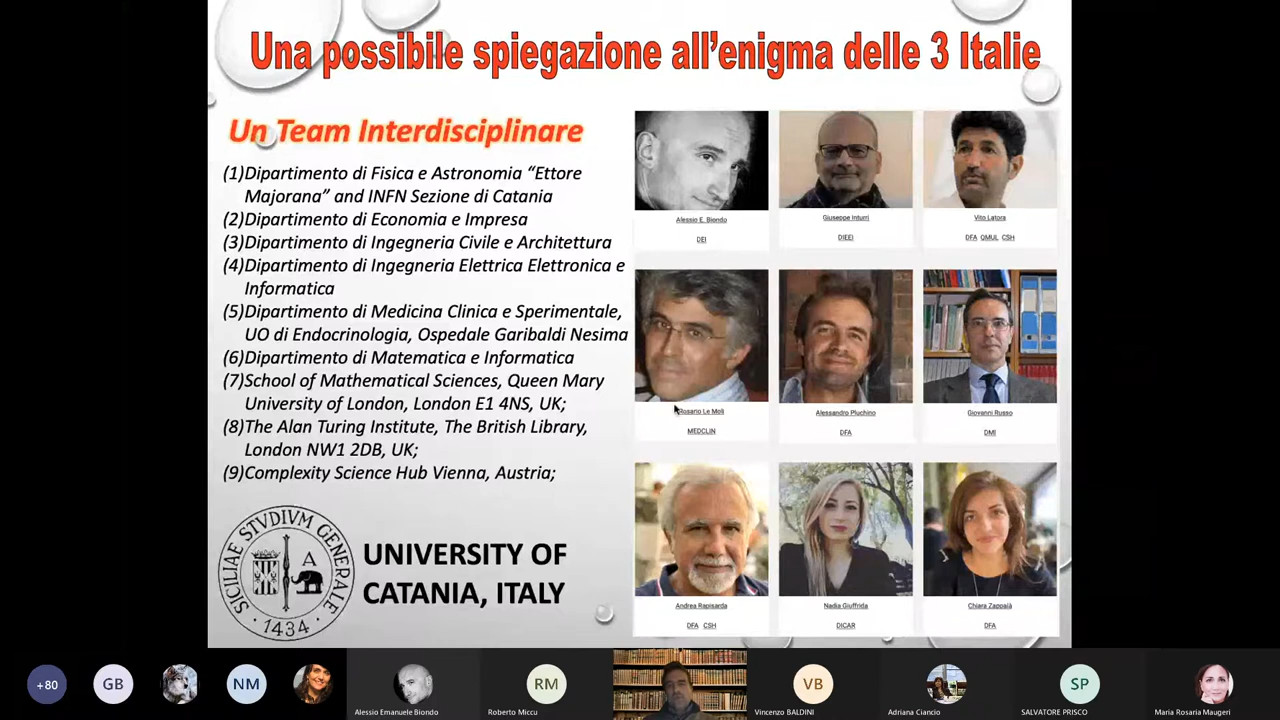 Una possibile spiegazione all'enigma delle 3 Italie
Un Team Interdisciplinare
(1)Dipartimento di Fisica e Astronomia "Ettore
Majorana" and INFN Sezione di Catania
(2)Dipartimento di Economia e Impresa
(3)Dipartimento di Ingegneria Civile e Architettura
(4)Dipartimento di Ingegneria Elettrica Elettronica e
Informatica
(5)Dipartimento di Medicina Clinica e Sperimentale,
UO di Endocrinologia, Ospedale Garibaldi Nesima
(6)Dipartimento di Matematica e Informatica
(7)School of Mathematical Sciences, Queen Mary
University of London, London E1 4NS, UK;
(8)The Alan Turing Institute, The British Library,
London NW1 2DB, UK;
(9)Complexity Science Hub Vienna, Austria;
SICILIAE STVDIVM GENERALE
A
· 1434 ·
UNIVERSITY OF
CATANIA, ITALY
Alessio E. Biondo
DEI
Giuseppe Inturri
DIEEI
Vito Latora
DFA QMUL CSH
Rosario Le Moli
MEDCLIN
Alessandro Pluchino
DFA
Giovanni Russo
DMI
Andrea Rapisarda
DFA CSH
Nadia Giuffrida
DICAR
Chiara Zappalà
DFA
+80
GB
NM
Alessio Emanuele Biondo
RM
Roberto Miccu
VB
Vincenzo BALDINI
Adriana Ciancio
SP
SALVATORE PRISCO
Maria Rosaria Maugeri